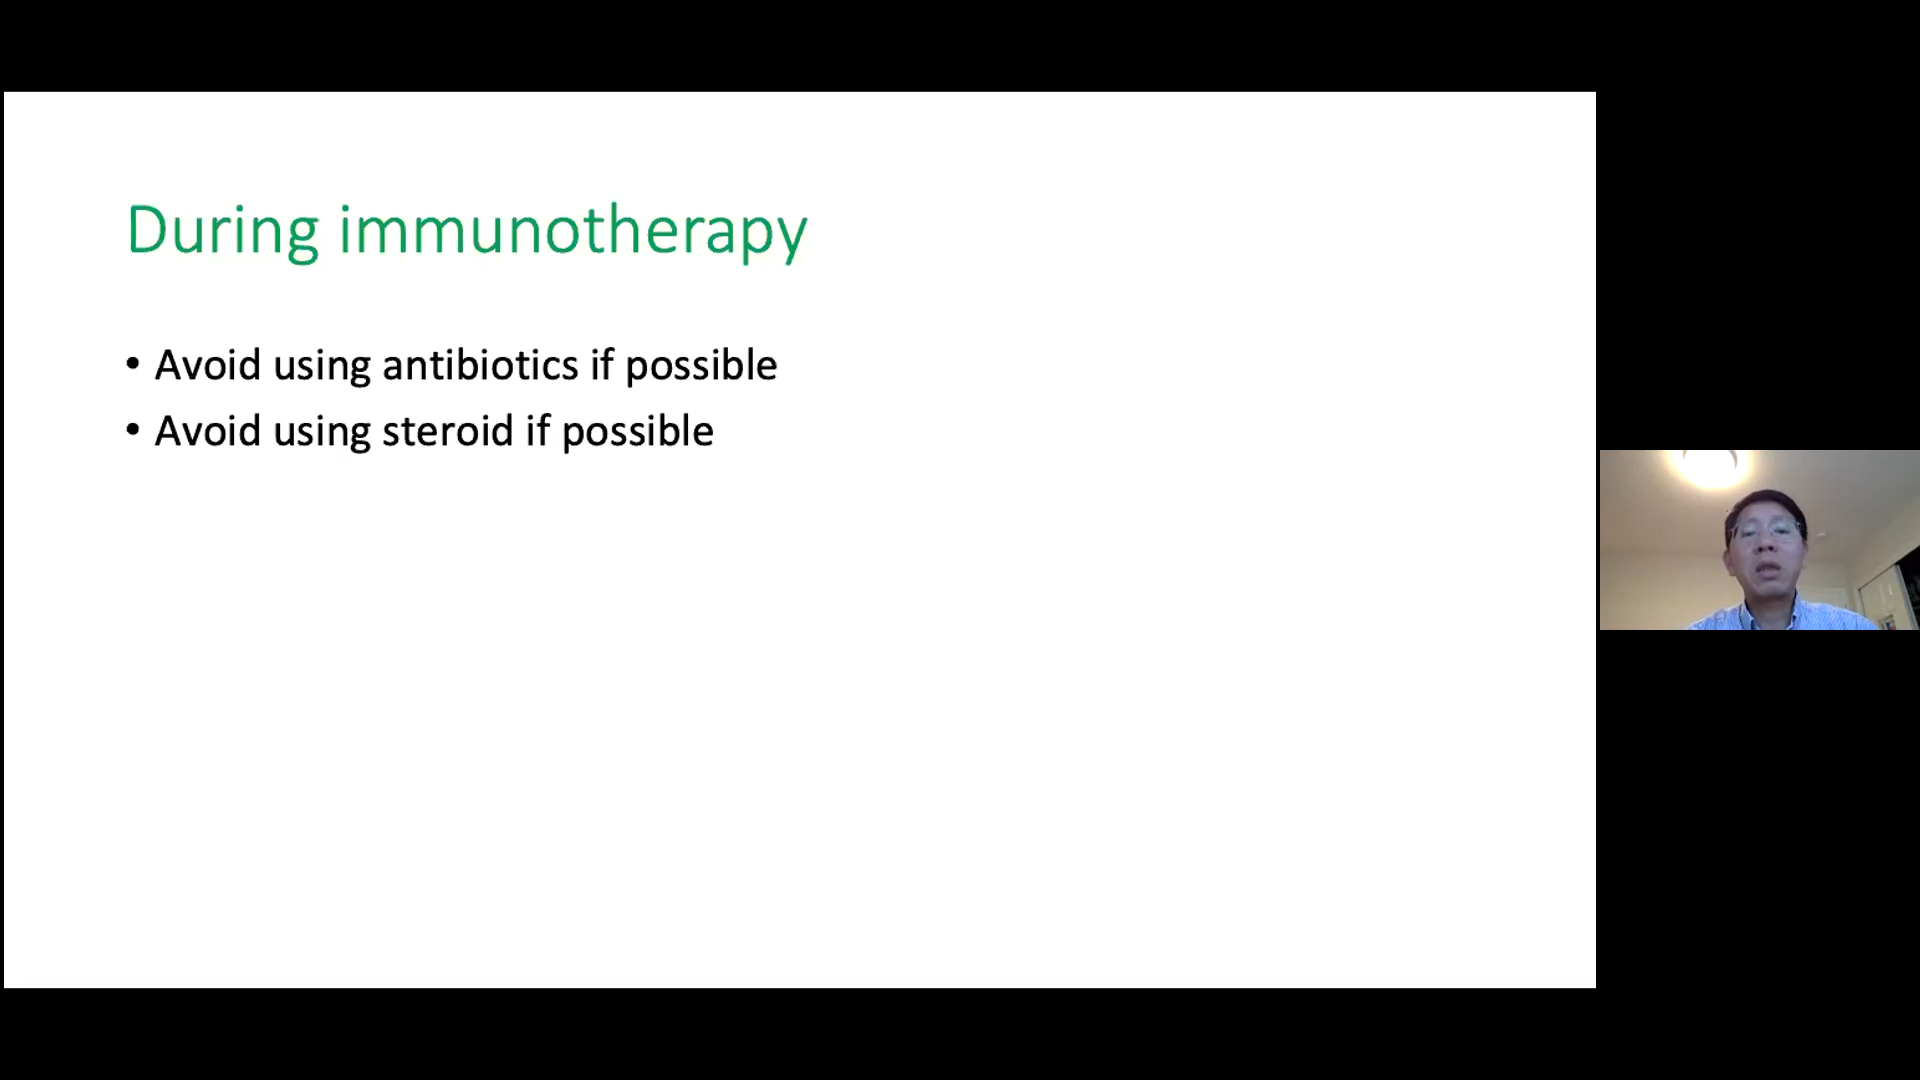 During immunotherapy
• Avoid using antibiotics if possible
• Avoid using steroid if possible